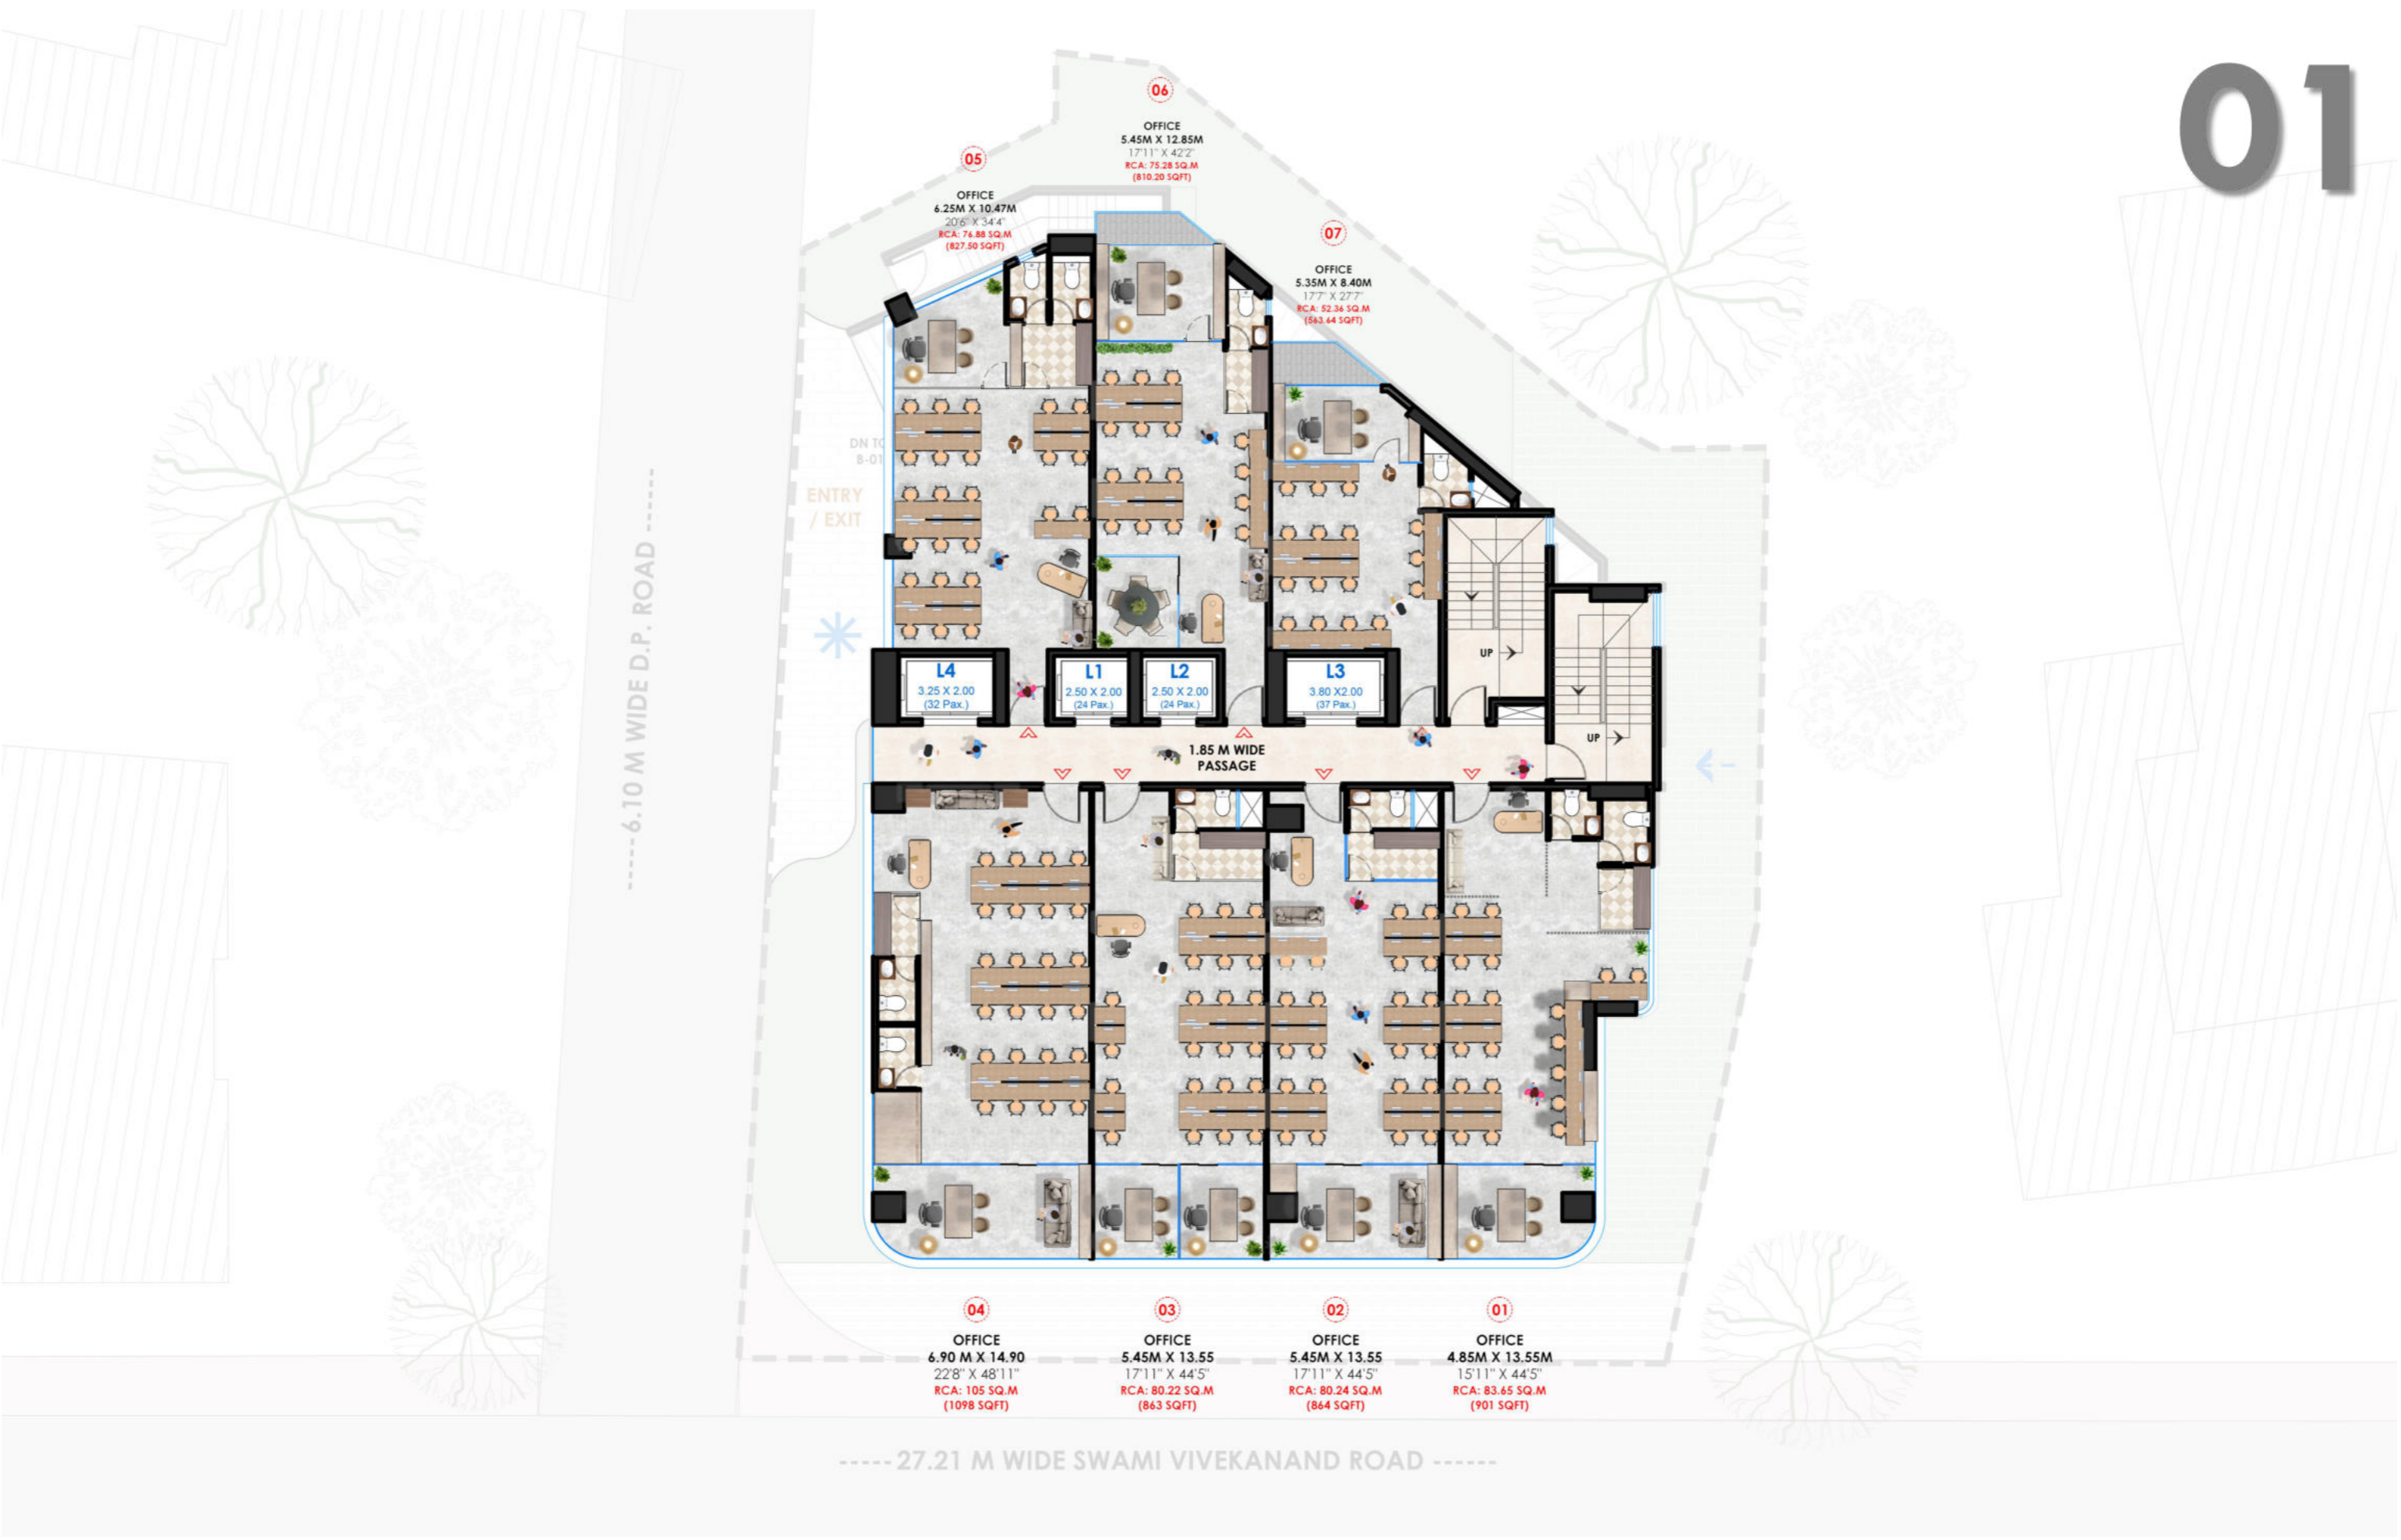 01
06
OFFICE
5.45M X 12.85M
17'11" X 42'2"
RCA: 75.28 SQ.M
(810.20 SQFT)
05
OFFICE
6.25M X 10.47M
20'6" X 34'4"
RCA: 76.88 SQ.M
(827.50 SQFT)
07
OFFICE
5.35M X 8.40M
17'7" X 27'7"
RCA: 52.36 SQ.M
(563.64 SQFT)
DN TO
B-01
ENTRY
/ EXIT
-----6.10 M WIDE D.P. ROAD ------
L4
3.25 X 2.00
(32 Pax.)
L1
2.50 X 2.00
(24 Pax.)
L2
2.50 X 2.00
(24 Pax.)
L3
3.80 X2.00
(37 Pax.)
UP
UP
1.85 M WIDE
PASSAGE
04
OFFICE
6.90 M X 14.90
22'8" X 48'11"
RCA: 105 SQ.M
(1098 SQFT)
03
OFFICE
5.45M X 13.55
17'11" X 44'5"
RCA: 80.22 SQ.M
(863 SQFT)
02
OFFICE
5.45M X 13.55
17'11" X 44'5"
RCA: 80.24 SQ.M
(864 SQFT)
01
OFFICE
4.85M X 13.55M
15'11" X 44'5"
RCA: 83.65 SQ.M
(901 SQFT)
-----27.21 M WIDE SWAMI VIVEKANAND ROAD ------